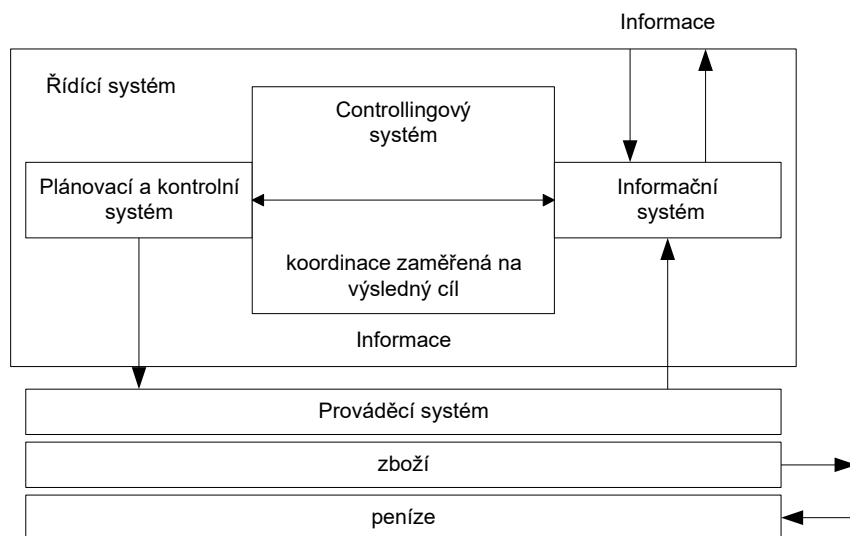 Informace
Řídící systém
Controllingový
systém
Plánovací a kontrolní
systém
Informační
systém
koordinace zaměřená na
výsledný cíl
Informace
Prováděcí systém
zboží
peníze